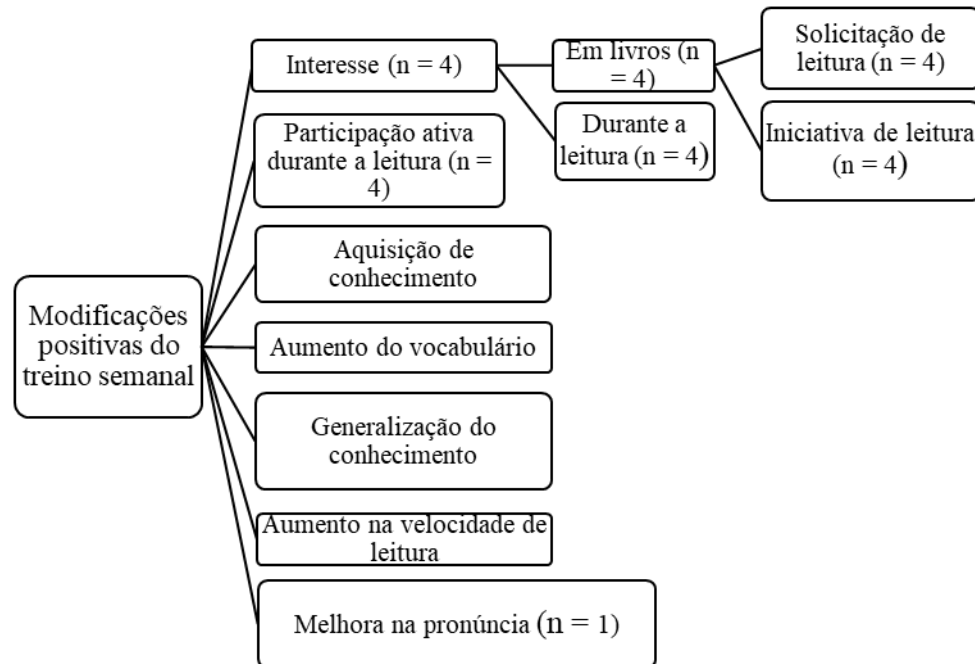 Modificações
positivas do
treino semanal
Interesse (n = 4)
Em livros (n
= 4)
Solicitação de
leitura (n = 4)
Iniciativa de leitura
(n = 4)
Durante a
leitura (n = 4)
Participação ativa
durante a leitura (n =
4)
Aquisição de
conhecimento
Aumento do vocabulário
Generalização do
conhecimento
Aumento na velocidade de
leitura
Melhora na pronúncia (n = 1)